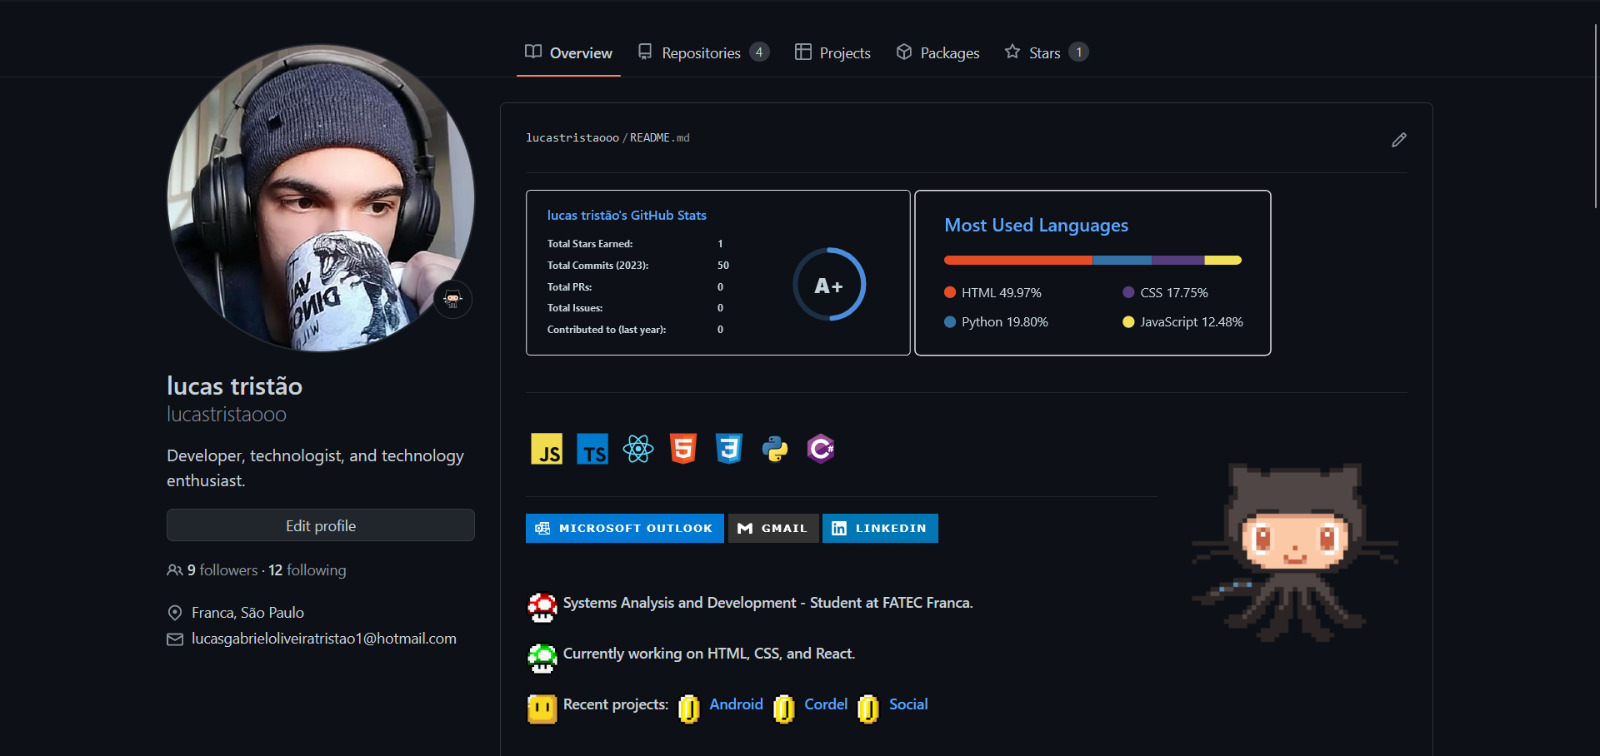 Overview
Repositories 4
Projects
Packages
Stars 1
lucastristaooo / README.md
lucas tristão's GitHub Stats
Total Stars Earned: 1
Total Commits (2023): 50
Total PRs: 0
Total Issues: 0
Contributed to (last year): 0
A+
Most Used Languages
HTML 49.97%
CSS 17.75%
Python 19.80%
JavaScript 12.48%
lucas tristão
lucastristaooo
Developer, technologist, and technology
enthusiast.
Edit profile
9 followers · 12 following
Franca, São Paulo
lucasgabrieloliveiratristao1@hotmail.com
JS
TS
5
3
C#
MICROSOFT OUTLOOK
GMAIL
in LINKEDIN
Systems Analysis and Development - Student at FATEC Franca.
Currently working on HTML, CSS, and React.
Recent projects: Android Cordel Social